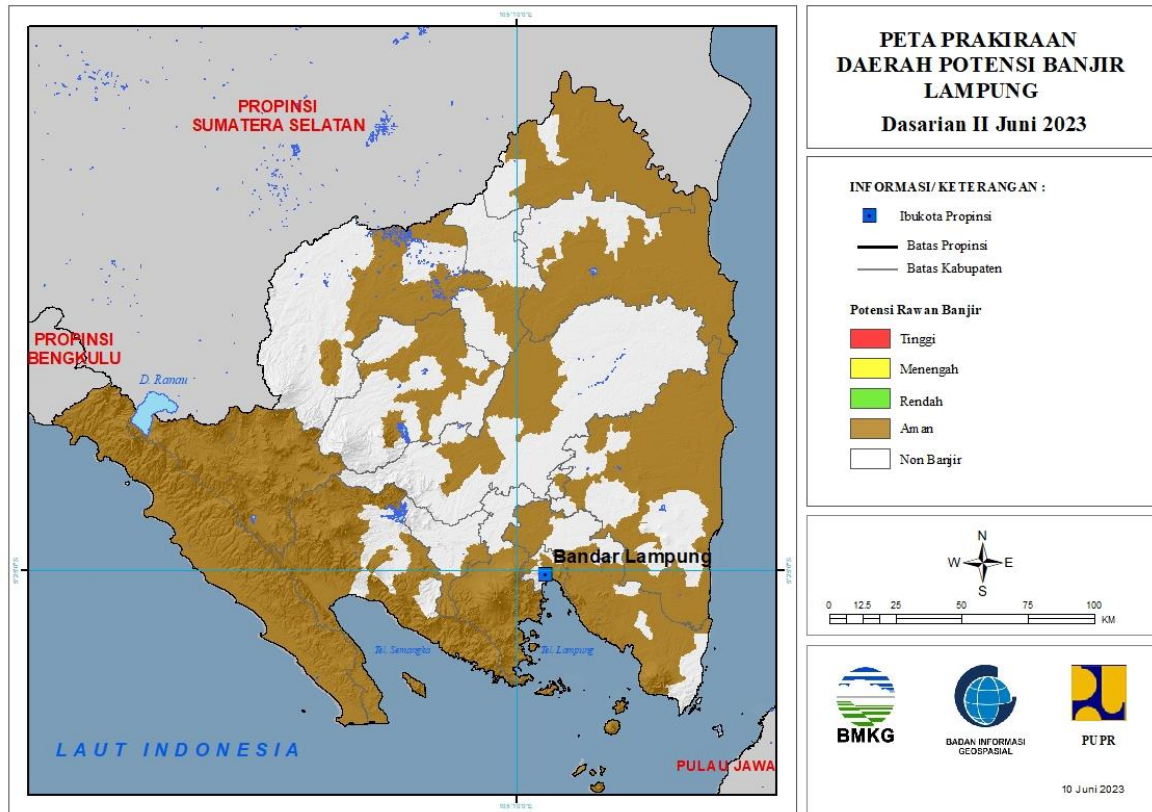 PETA PRAKIRAAN
DAERAH POTENSI BANJIR
LAMPUNG
Dasarian II Juni 2023
INFORMASI/ KETERANGAN :
Ibukota Propinsi
Batas Propinsi
Batas Kabupaten
Potensi Rawan Banjir
Tinggi
Menengah
Rendah
Aman
Non Banjir
N
W E
S
0 12.5 25 50 75 100
KM
BMKG
BADAN INFORMASI
GEOSPASIAL
PUPR
10 Juni 2023
PROPINSI
SUMATERA SELATAN
PROPINSI
BENGKULU
D. Ranau
Bandar Lampung
Tel. Semangka
Tel. Lampung
LAUT INDONESIA
PULAU JAWA